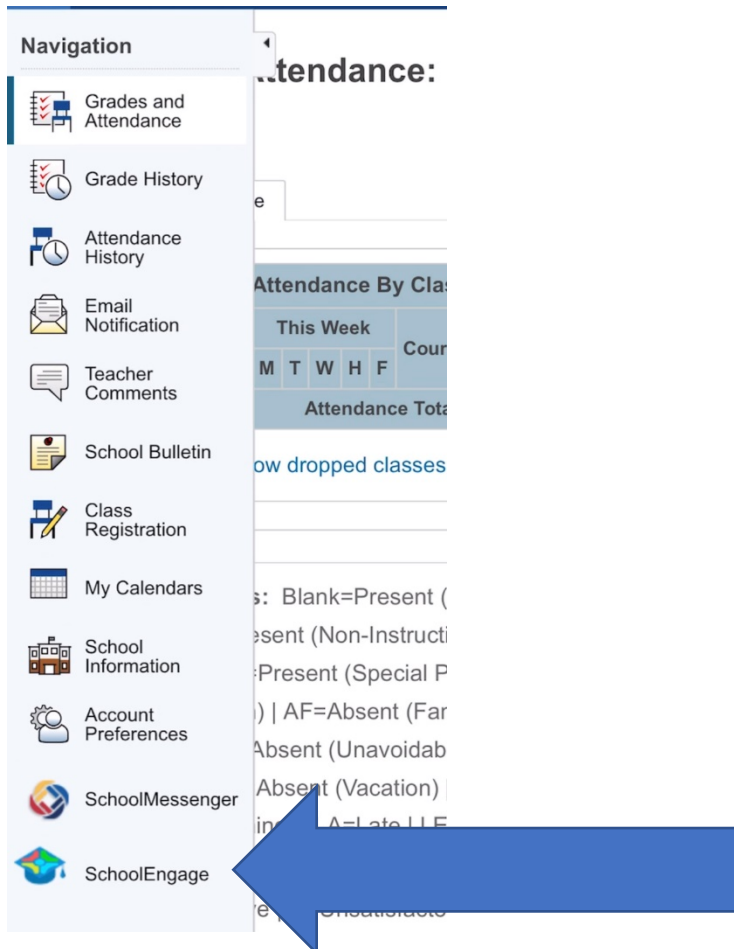 Navigation
ttendance:
Grades and
Attendance
Grade History
e
Attendance
History
Attendance By Cla
Email
Notification
This Week
Cour
M T W H F
Teacher
Comments
Attendance Tota
School Bulletin
ow dropped classes
Class
Registration
My Calendars
s: Blank=Present (
esent (Non-Instructi
School
Information
=Present (Special P
) | AF=Absent (Far
Account
Preferences
Absent (Unavoidab
Absent (Vacation) |
SchoolMessenger
SchoolEngage